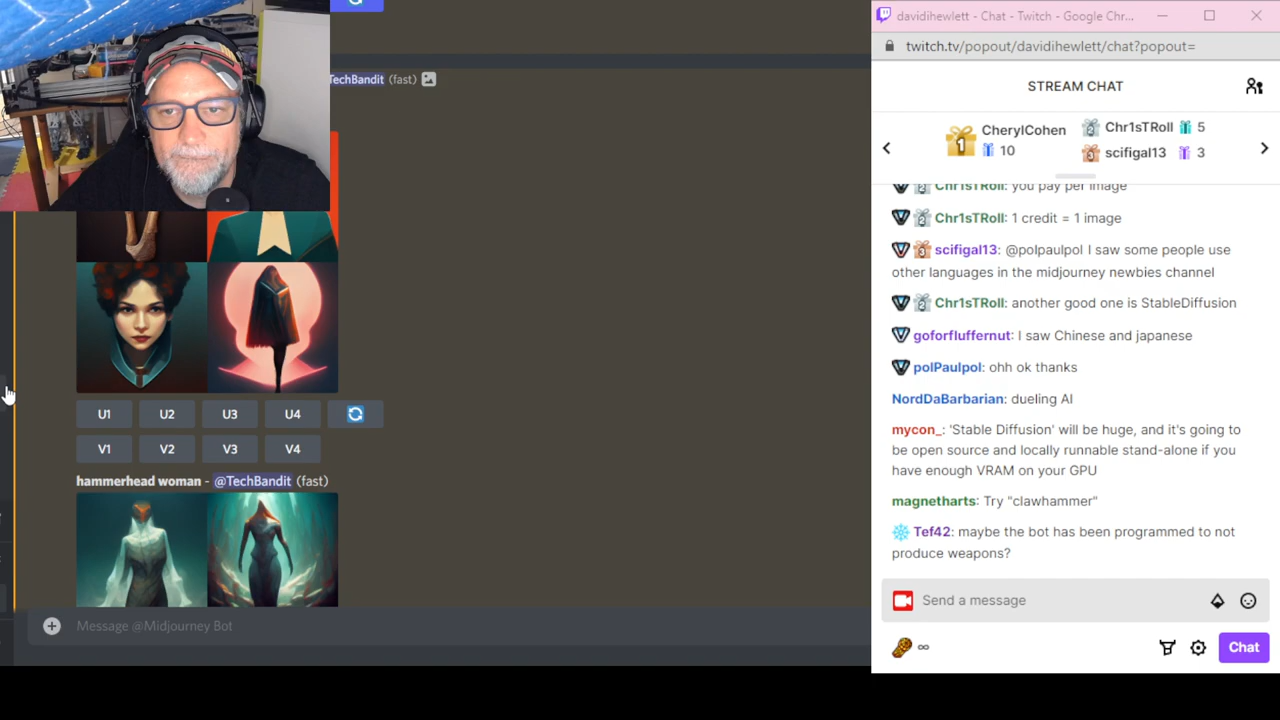 davidihewlett - Chat - Twitch - Google Chr...
twitch.tv/popout/davidihewlett/chat?popout=
STREAM CHAT
TechBandit (fast)
1 CherylCohen
10
2 Chr1sTRoll 5
3 scifigal13 3
Chr1sTRoll: you pay per image
Chr1sTRoll: 1 credit = 1 image
scifigal13: @polpaulpol I saw some people use
other languages in the midjourney newbies channel
Chr1sTRoll: another good one is StableDiffusion
goforfluffernut: I saw Chinese and japanese
polPaulpol: ohh ok thanks
NordDaBarbarian: dueling AI
mycon_: 'Stable Diffusion' will be huge, and it's going to
be open source and locally runnable stand-alone if you
have enough VRAM on your GPU
magnetharts: Try "clawhammer"
Tef42: maybe the bot has been programmed to not
produce weapons?
Send a message
∞
Chat
U1 U2 U3 U4
V1 V2 V3 V4
hammerhead woman - @TechBandit (fast)
Message @Midjourney Bot